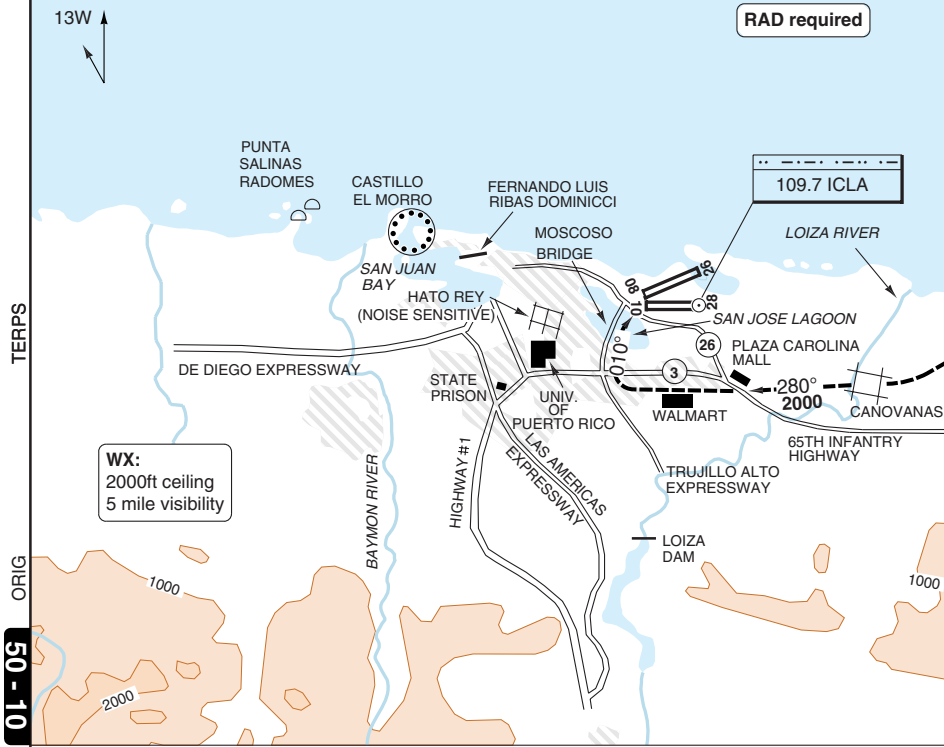 13W
RAD required
PUNTA
SALINAS
RADOMES
CASTILLO
EL MORRO
FERNANDO LUIS
RIBAS DOMINICCI
109.7 ICLA
MOSCOSO
BRIDGE
LOIZA RIVER
SAN JUAN
BAY
08
26
10
28
HATO REY
(NOISE SENSITIVE)
SAN JOSE LAGOON
TERPS
26
PLAZA CAROLINA
MALL
DE DIEGO EXPRESSWAY
010°
3
280°
2000
STATE
PRISON
UNIV.
OF
PUERTO RICO
WALMART
CANOVANAS
65TH INFANTRY
HIGHWAY
WX:
2000ft ceiling
5 mile visibility
BAYMON RIVER
HIGHWAY #1
LAS AMERICAS
EXPRESSWAY
TRUJILLO ALTO
EXPRESSWAY
LOIZA
DAM
ORIG
1000
1000
2000
50 - 10